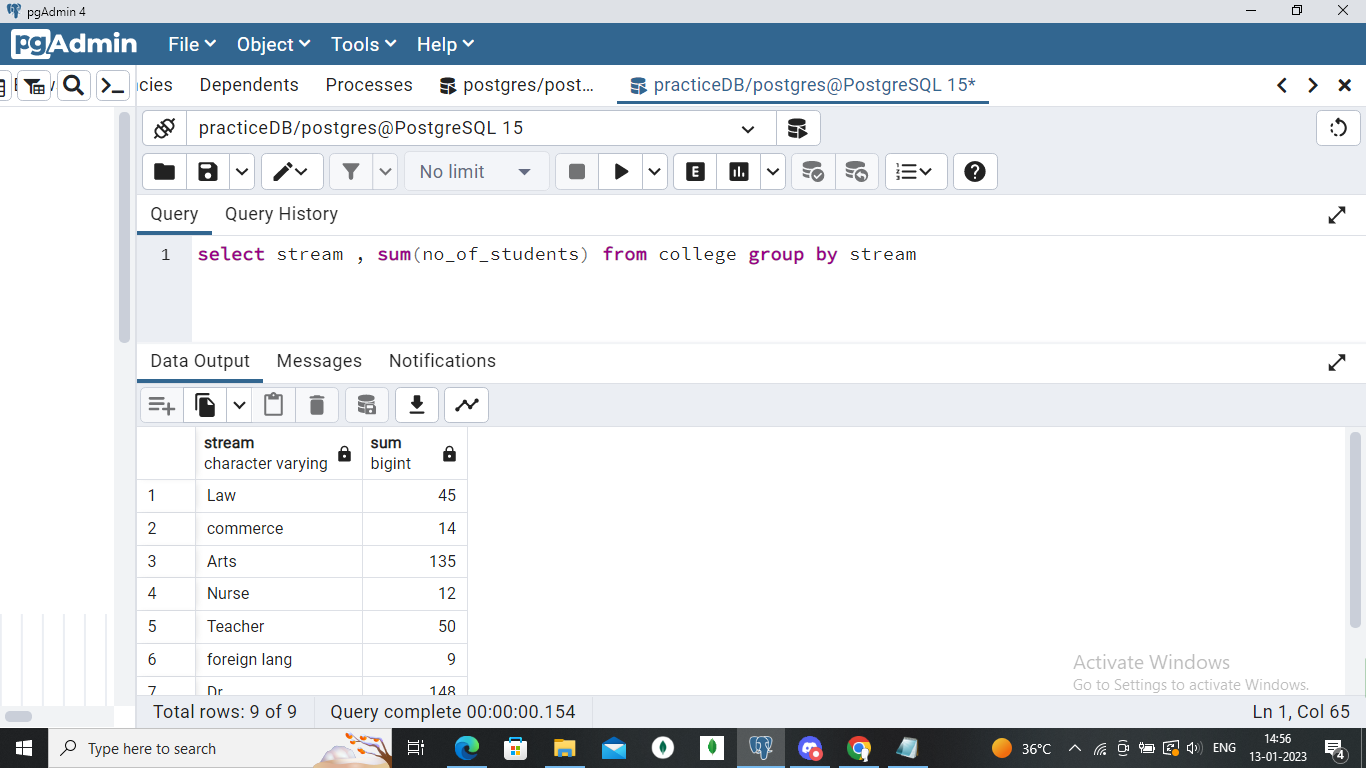 pgAdmin 4
pgAdmin File Object Tools Help
cies Dependents Processes postgres/post... practiceDB/postgres@PostgreSQL 15*
practiceDB/postgres@PostgreSQL 15
No limit E
Query Query History
1 select stream , sum(no_of_students) from college group by stream
Data Output Messages Notifications
stream sum
character varying bigint
1 Law 45
2 commerce 14
3 Arts 135
4 Nurse 12
5 Teacher 50
6 foreign lang 9
7 Dr 148
Activate Windows
Go to Settings to activate Windows.
Total rows: 9 of 9 Query complete 00:00:00.154 Ln 1, Col 65
Type here to search 36°C ENG 14:56
13-01-2023 4